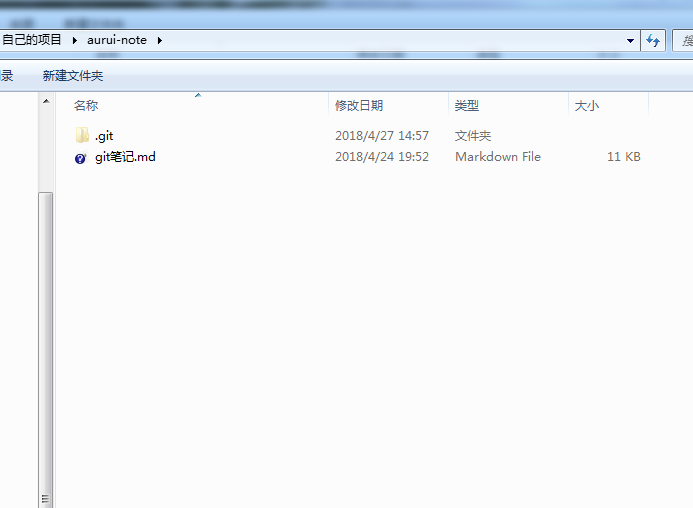 自己的项目 aurui-note
新建文件夹
名称 修改日期 类型 大小
.git 2018/4/27 14:57 文件夹
git笔记.md 2018/4/24 19:52 Markdown File 11 KB